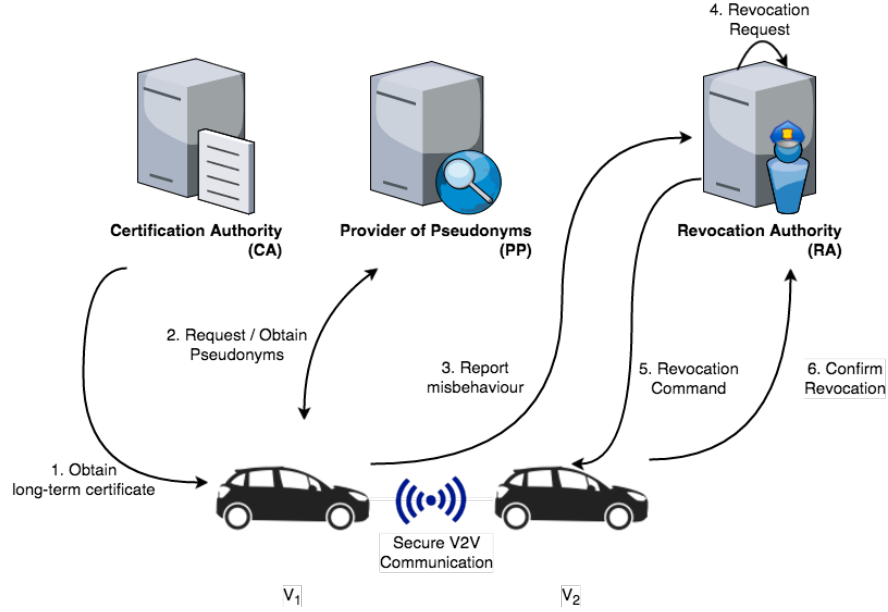 4. Revocation
Request
Certification Authority
(CA)
Provider of Pseudonyms
(PP)
Revocation Authority
(RA)
2. Request / Obtain
Pseudonyms
3. Report
misbehaviour
5. Revocation
Command
6. Confirm
Revocation
1. Obtain
long-term certificate
Secure V2V
Communication
V1
V2